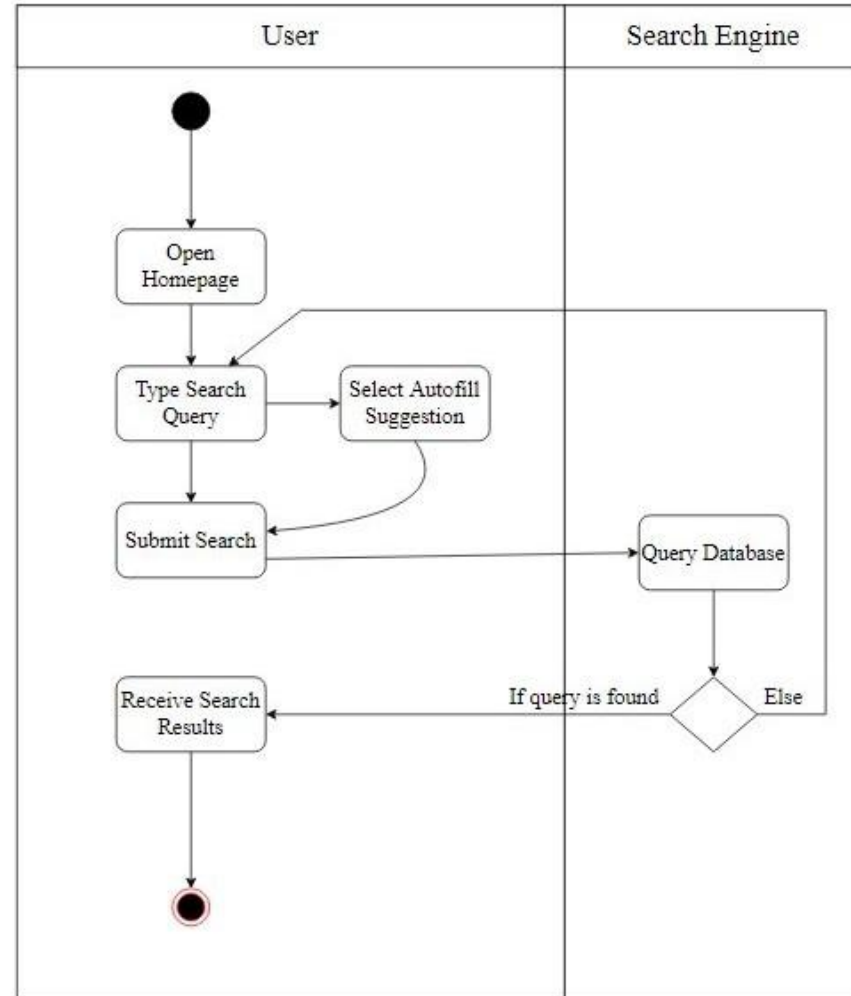 User
Search Engine
Open
Homepage
Type Search
Query
Select Autofill
Suggestion
Submit Search
Query Database
If query is found
Else
Receive Search
Results